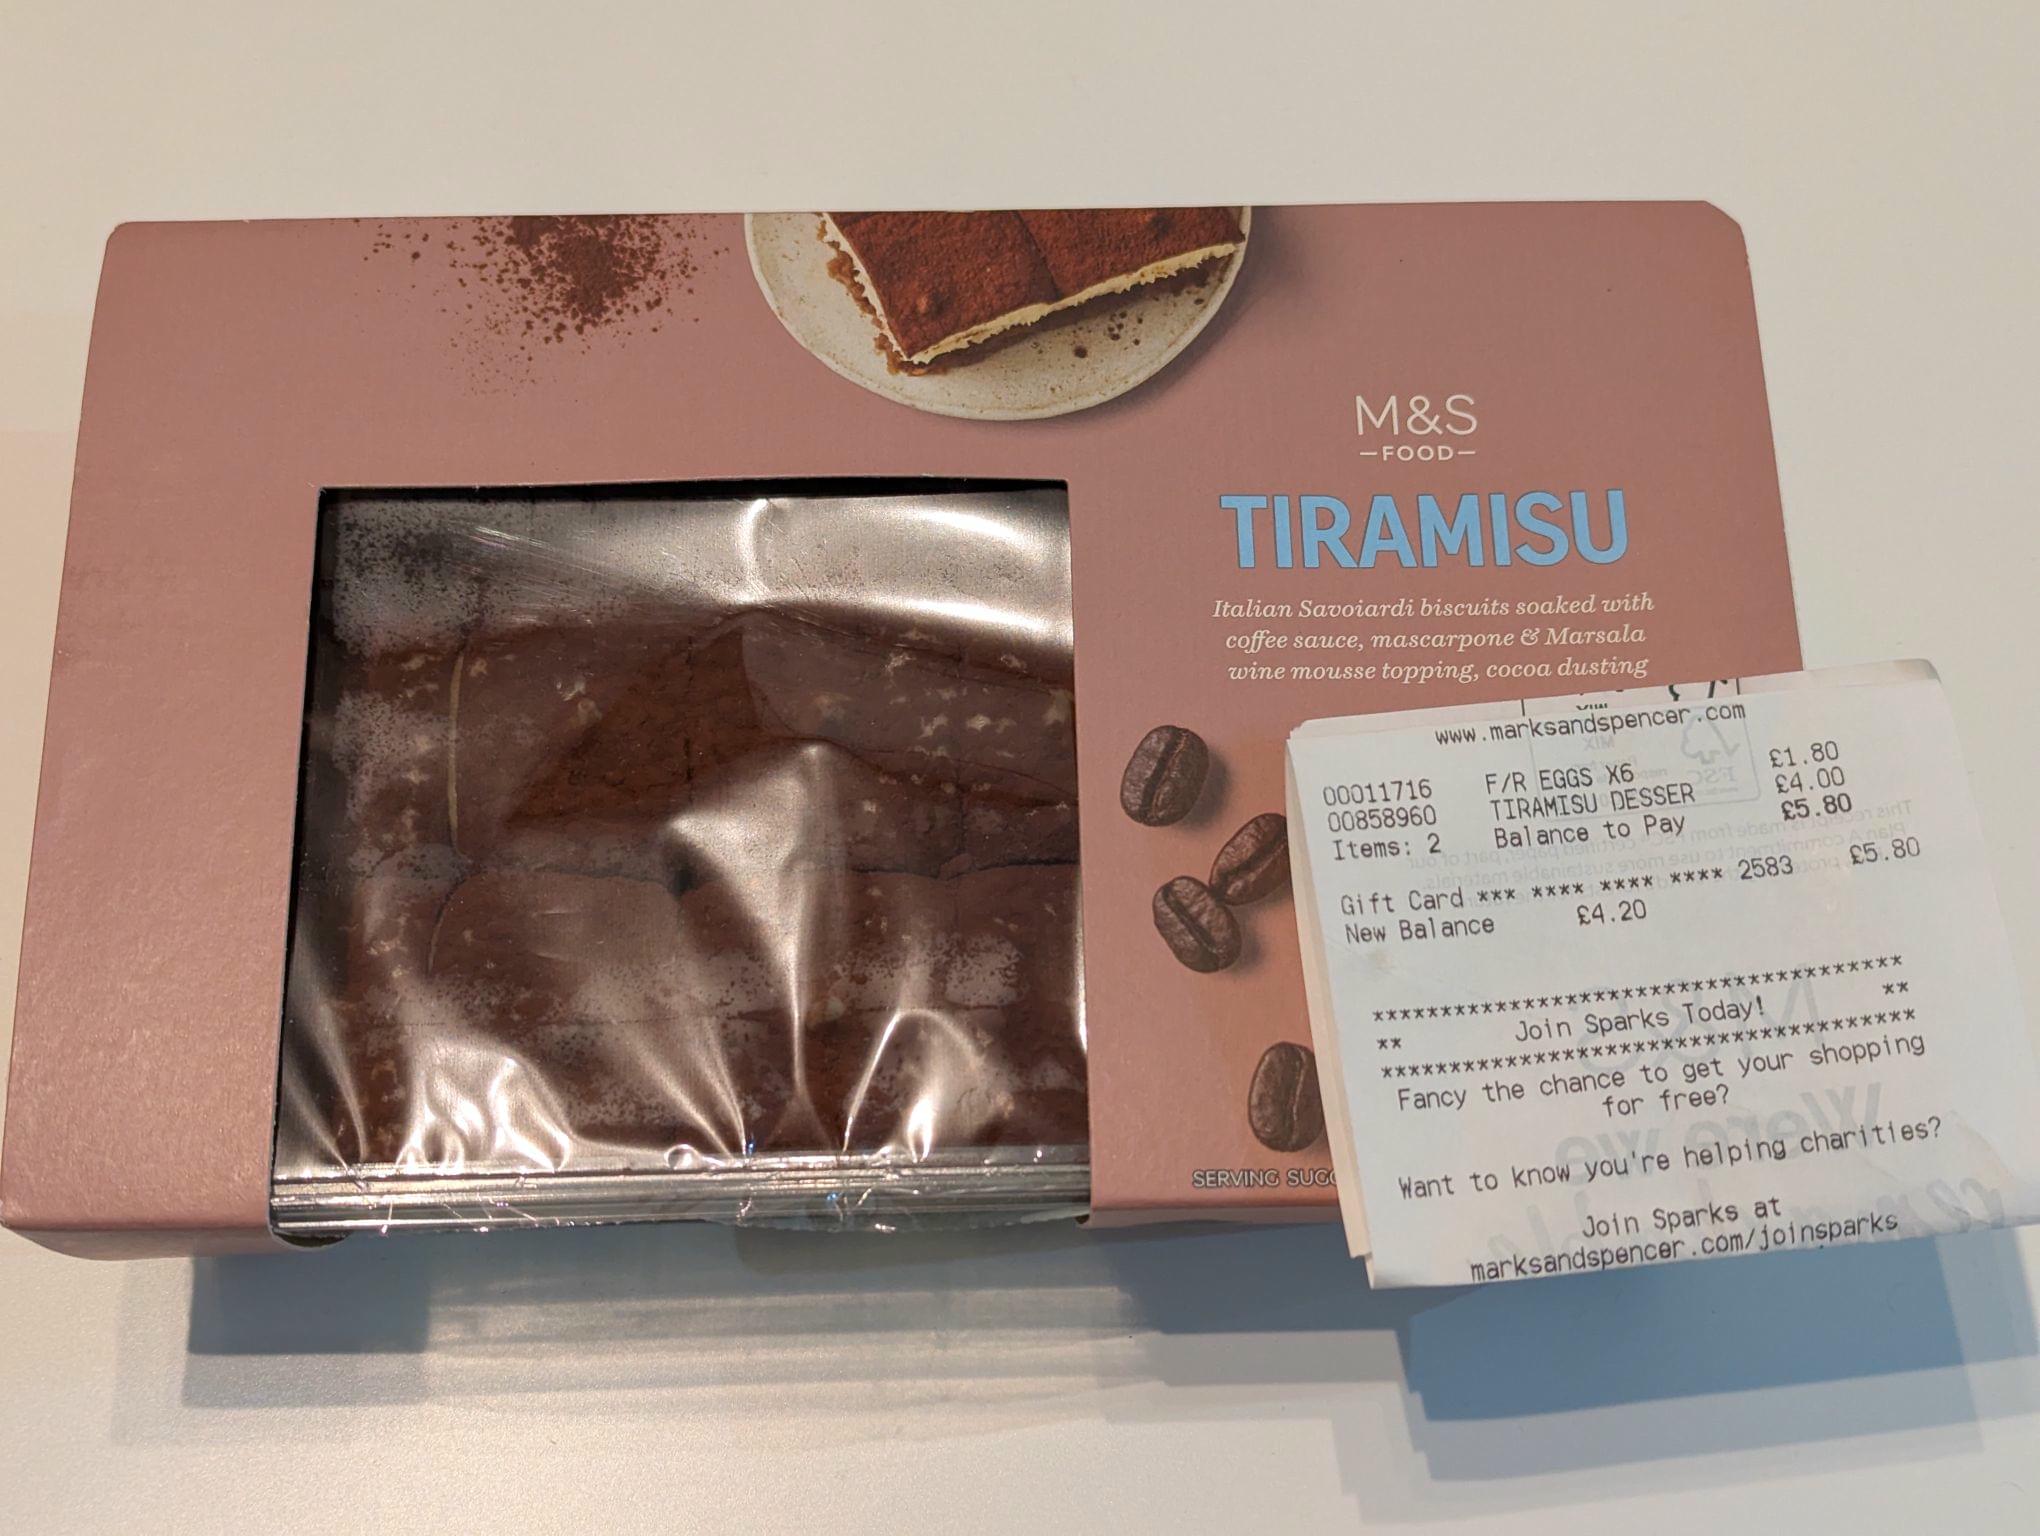 M&S
FOOD
TIRAMISU
Italian Savoiardi biscuits soaked with
coffee sauce, mascarpone & Marsala
wine mousse topping, cocoa dusting
SERVING
www.marksandspencer.com
00011716 F/R EGGS X6 £1.80
00858960 TIRAMISU DESSER £4.00
Items: 2 Balance to Pay £5.80
Gift Card *** **** **** **** 2583 £5.80
New Balance £4.20
***************************************
** Join Sparks Today! **
***************************************
Fancy the chance to get your shopping
for free?
Want to know you're helping charities?
Join Sparks at
marksandspencer.com/joinsparks